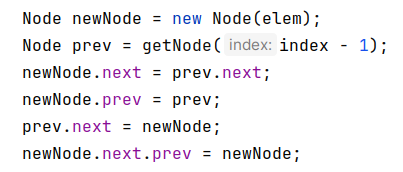 Node newNode = new Node(elem);
Node prev = getNode( index: index - 1);
newNode.next = prev.next;
newNode.prev = prev;
prev.next = newNode;
newNode.next.prev = newNode;